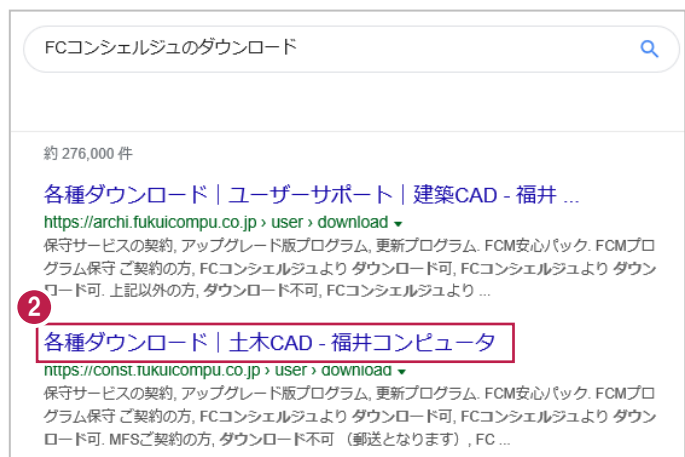 FCコンシェルジュのダウンロード
約 276,000 件
各種ダウンロード｜ユーザーサポート｜建築CAD - 福井 ...
https://archi.fukuicompu.co.jp › user › download
保守サービスの契約, アップグレード版プログラム, 更新プログラム. FCM安心パック. FCMプロ
グラム保守 ご契約の方, FCコンシェルジュより ダウンロード可, FCコンシェルジュより ダウン
ロード可. 上記以外の方, ダウンロード不可, FCコンシェルジュより ...
2
各種ダウンロード｜土木CAD - 福井コンピュータ
https://const.fukuicompu.co.jp › user › download
保守サービスの契約, アップグレード版プログラム, 更新プログラム. FCM安心パック. FCMプロ
グラム保守 ご契約の方, FCコンシェルジュより ダウンロード可, FCコンシェルジュより ダウン
ロード可. MFSご契約の方, ダウンロード不可 （郵送となります）, FC ...